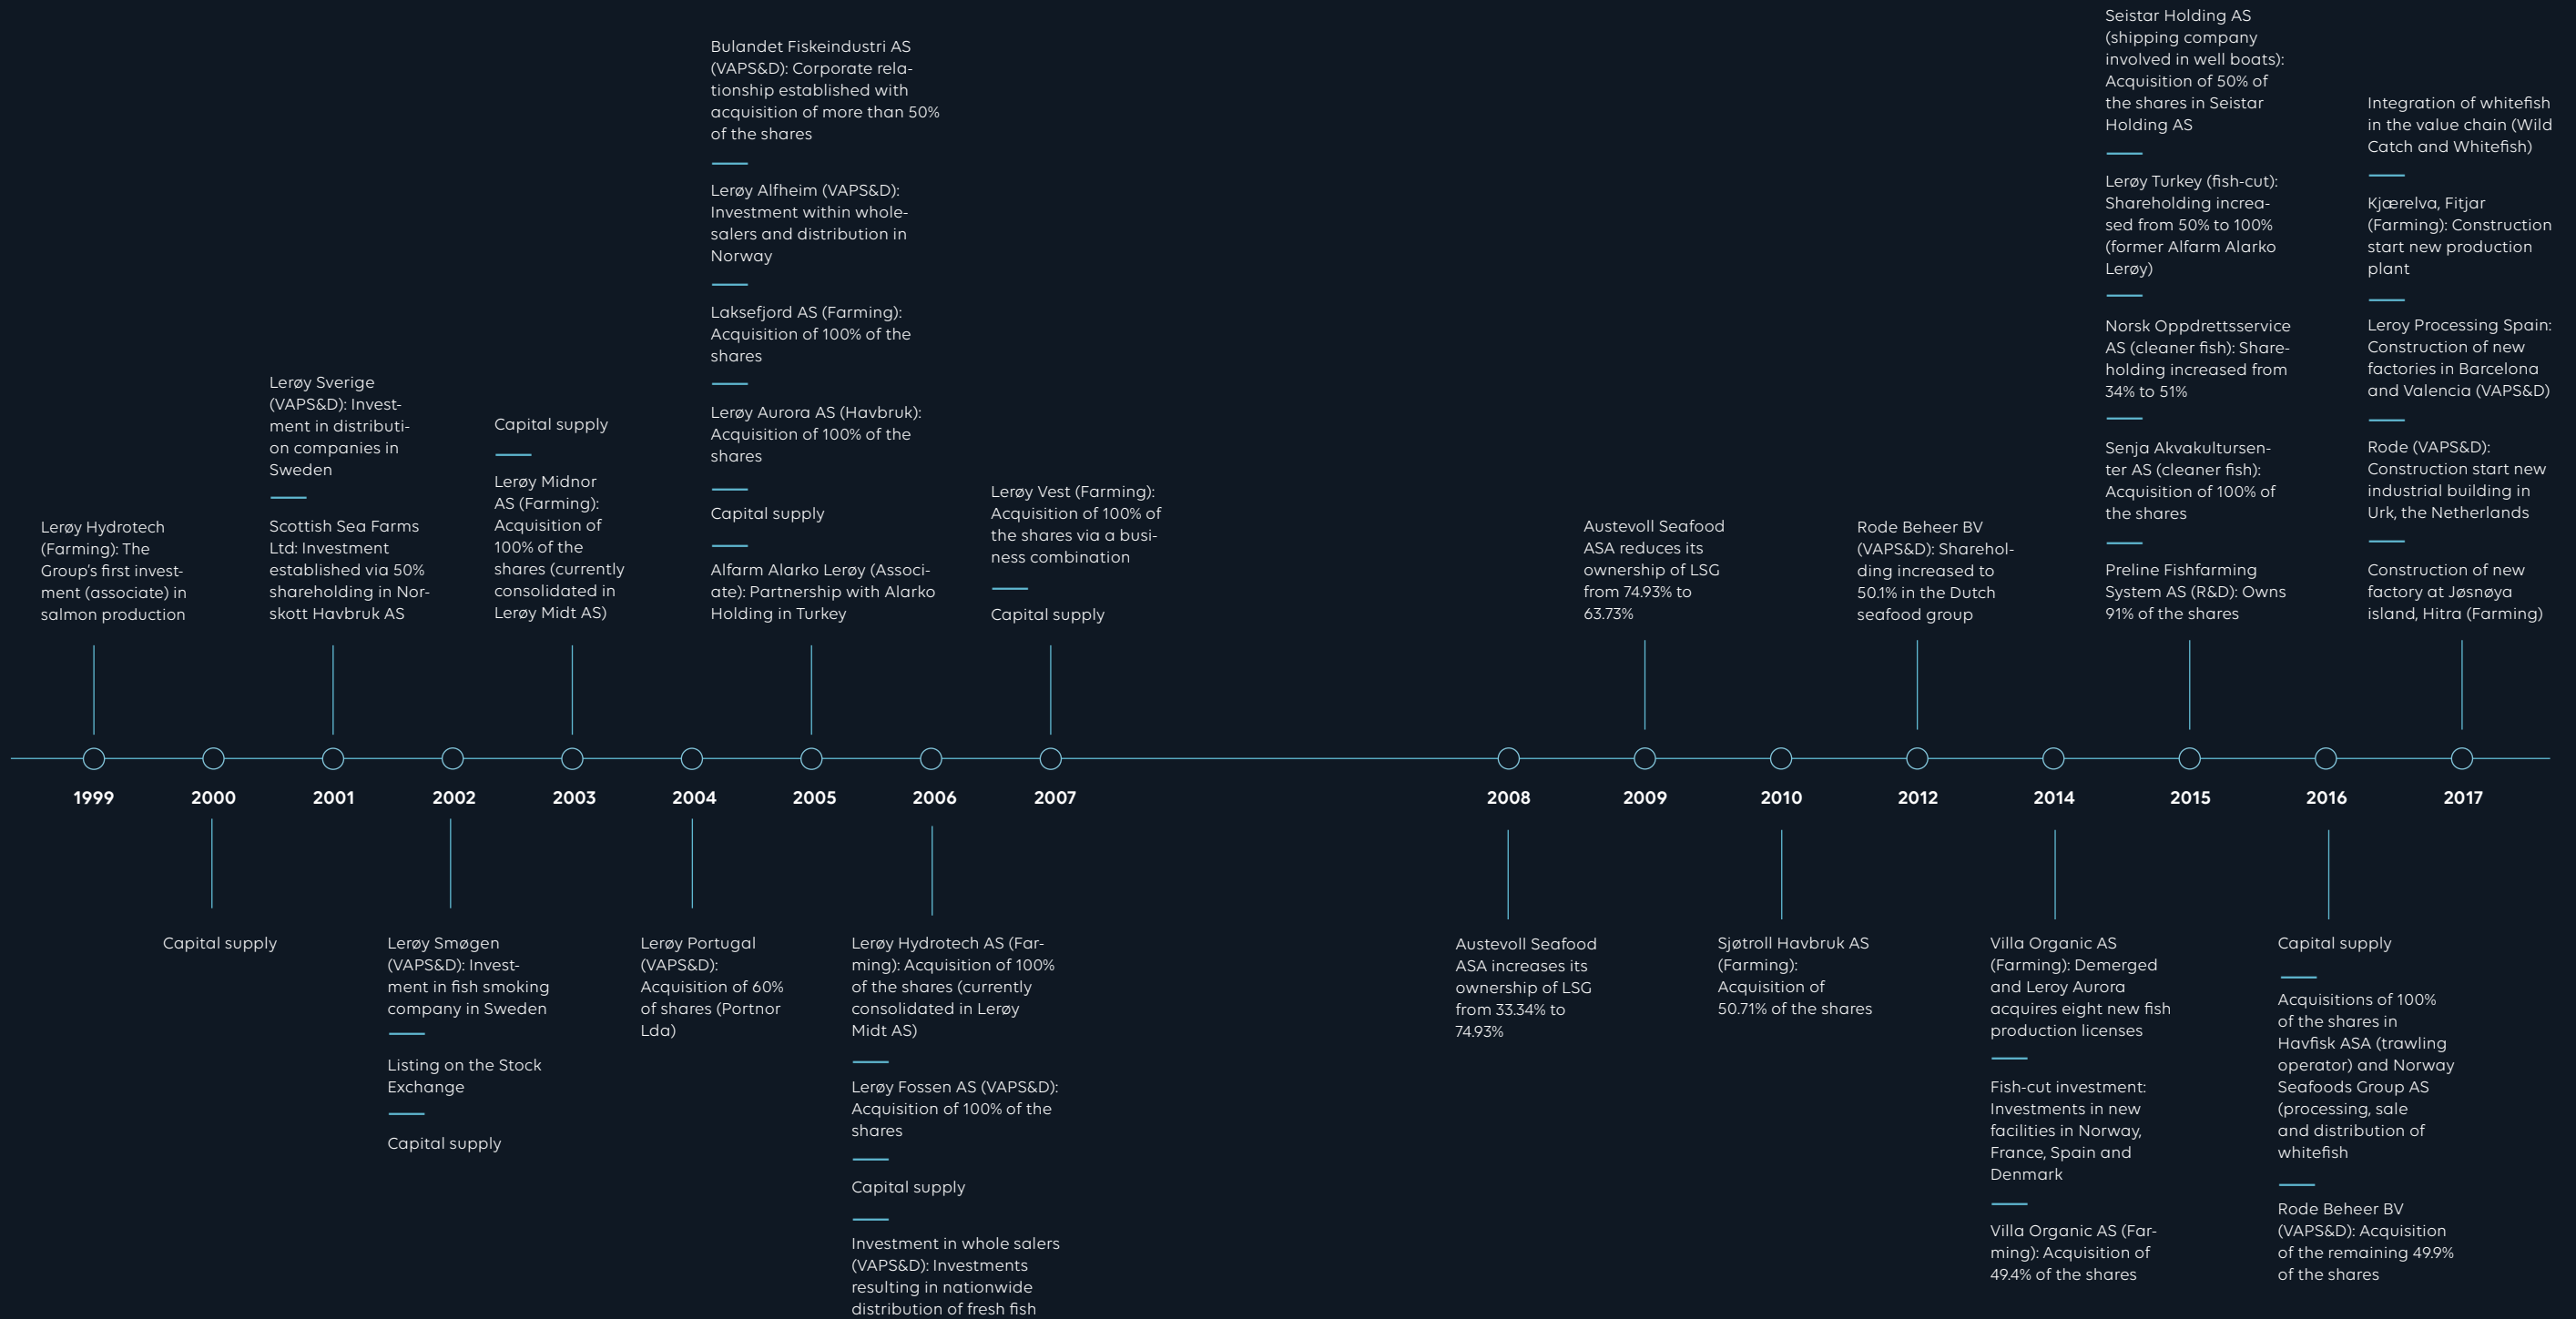 Lerøy Hydrotech
(Farming): The
Group's first invest-
ment (associate) in
salmon production
1999
2000
Capital supply
Lerøy Sverige
(VAPS&D): Invest-
ment in distributi-
on companies in
Sweden
Scottish Sea Farms
Ltd: Investment
established via 50%
shareholding in Nor-
skott Havbruk AS
2001
2002
Lerøy Smøgen
(VAPS&D): Invest-
ment in fish smoking
company in Sweden
Listing on the Stock
Exchange
Capital supply
Capital supply
Lerøy Midnor
AS (Farming):
Acquisition of
100% of the
shares (currently
consolidated in
Lerøy Midt AS)
2003
2004
Lerøy Portugal
(VAPS&D):
Acquisition of 60%
of shares (Portnor
Lda)
Bulandet Fiskeindustri AS
(VAPS&D): Corporate rela-
tionship established with
acquisition of more than 50%
of the shares
Lerøy Alfheim (VAPS&D):
Investment within whole-
salers and distribution in
Norway
Laksefjord AS (Farming):
Acquisition of 100% of the
shares
Lerøy Aurora AS (Havbruk):
Acquisition of 100% of the
shares
Capital supply
Alfarm Alarko Lerøy (Associ-
ate): Partnership with Alarko
Holding in Turkey
2005
2006
Lerøy Hydrotech AS (Far-
ming): Acquisition of 100%
of the shares (currently
consolidated in Lerøy
Midt AS)
Lerøy Fossen AS (VAPS&D):
Acquisition of 100% of the
shares
Capital supply
Investment in whole salers
(VAPS&D): Investments
resulting in nationwide
distribution of fresh fish
Lerøy Vest (Farming):
Acquisition of 100% of
the shares via a busi-
ness combination
Capital supply
2007
2008
Austevoll Seafood
ASA increases its
ownership of LSG
from 33.34% to
74.93%
Austevoll Seafood
ASA reduces its
ownership of LSG
from 74.93% to
63.73%
2009
2010
Sjøtroll Havbruk AS
(Farming):
Acquisition of
50.71% of the shares
Rode Beheer BV
(VAPS&D): Sharehol-
ding increased to
50.1% in the Dutch
seafood group
2012
2014
Villa Organic AS
(Farming): Demerged
and Leroy Aurora
acquires eight new fish
production licenses
Fish-cut investment:
Investments in new
facilities in Norway,
France, Spain and
Denmark
Villa Organic AS (Far-
ming): Acquisition of
49.4% of the shares
Seistar Holding AS
(shipping company
involved in well boats):
Acquisition of 50% of
the shares in Seistar
Holding AS
Lerøy Turkey (fish-cut):
Shareholding increa-
sed from 50% to 100%
(former Alfarm Alarko
Lerøy)
Norsk Oppdrettsservice
AS (cleaner fish): Share-
holding increased from
34% to 51%
Senja Akvakultursen-
ter AS (cleaner fish):
Acquisition of 100% of
the shares
Preline Fishfarming
System AS (R&D): Owns
91% of the shares
2015
2016
Capital supply
Acquisitions of 100%
of the shares in
Havfisk ASA (trawling
operator) and Norway
Seafoods Group AS
(processing, sale
and distribution of
whitefish
Rode Beheer BV
(VAPS&D): Acquisition
of the remaining 49.9%
of the shares
Integration of whitefish
in the value chain (Wild
Catch and Whitefish)
Kjærelva, Fitjar
(Farming): Construction
start new production
plant
Leroy Processing Spain:
Construction of new
factories in Barcelona
and Valencia (VAPS&D)
Rode (VAPS&D):
Construction start new
industrial building in
Urk, the Netherlands
Construction of new
factory at Jøsnøya
island, Hitra (Farming)
2017